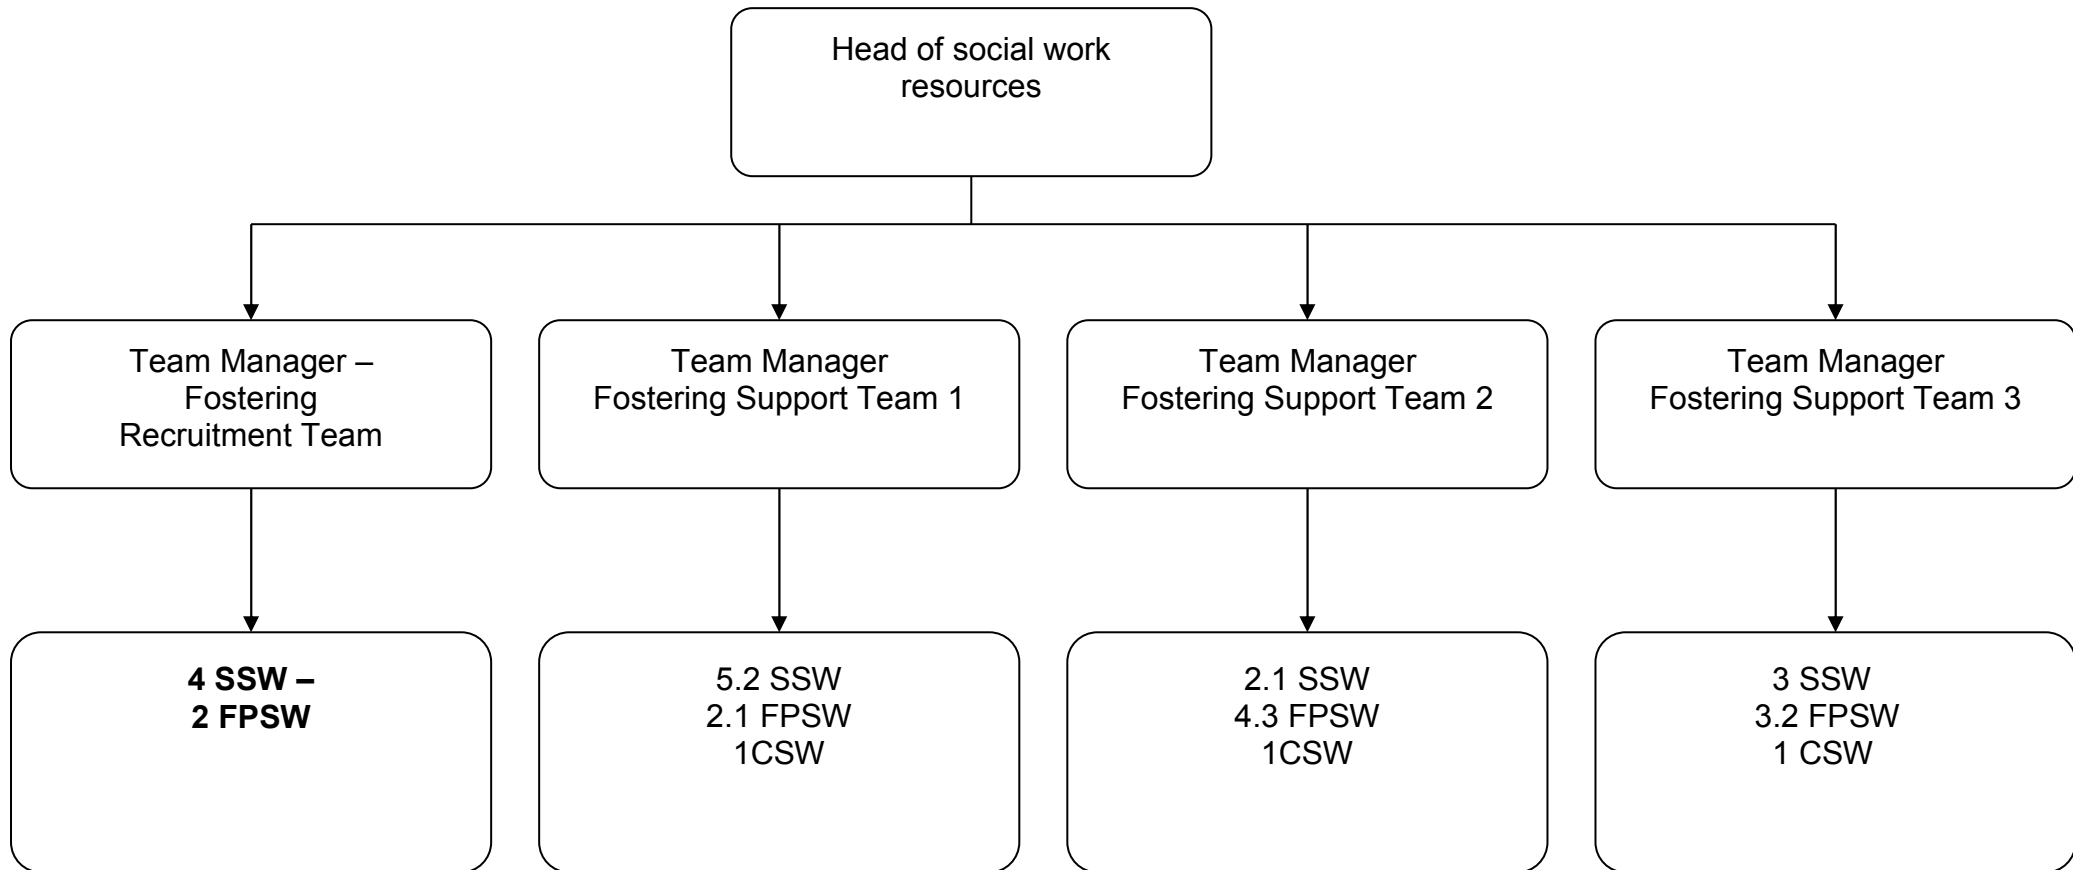 Head of social work
resources
Team Manager –
Fostering
Recruitment Team
Team Manager
Fostering Support Team 1
Team Manager
Fostering Support Team 2
Team Manager
Fostering Support Team 3
4 SSW –
2 FPSW
5.2 SSW
2.1 FPSW
1CSW
2.1 SSW
4.3 FPSW
1CSW
3 SSW
3.2 FPSW
1 CSW